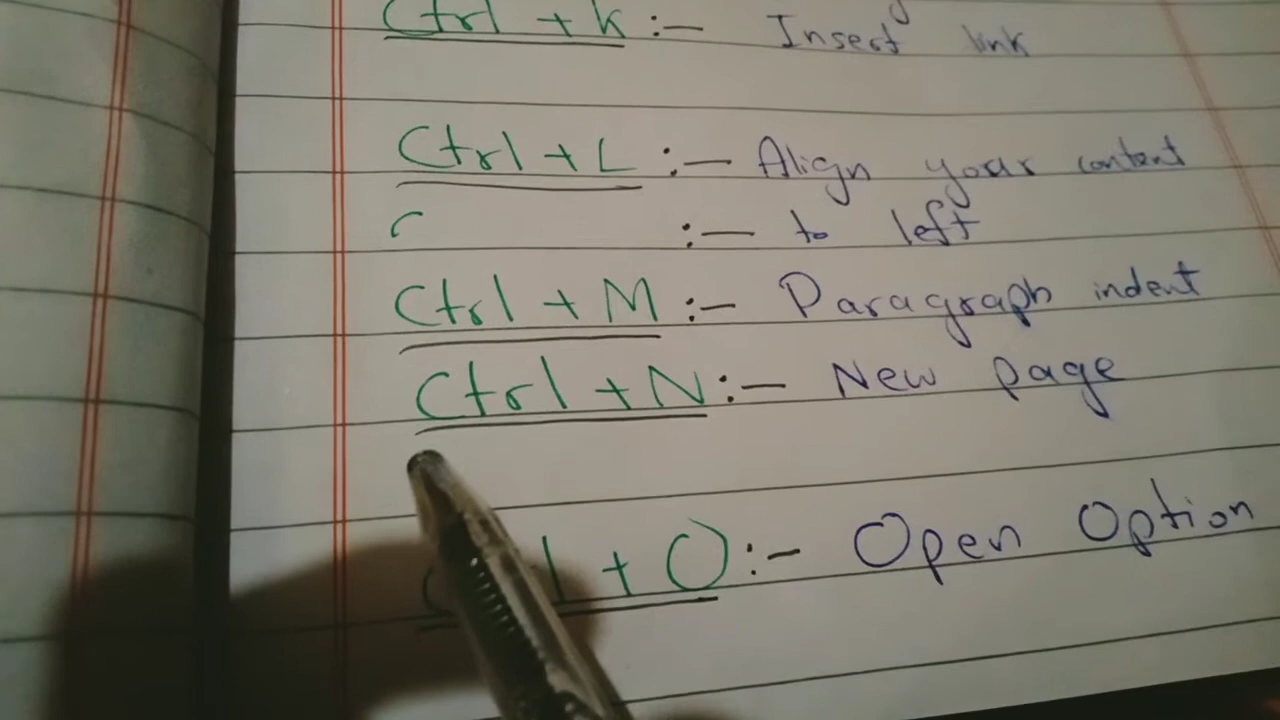 Ctrl + K :- Insert link
Ctrl + L :- Align your content
:- to left
Ctrl + M :- Paragraph indent
Ctrl + N :- New page
+ O :- Open Option